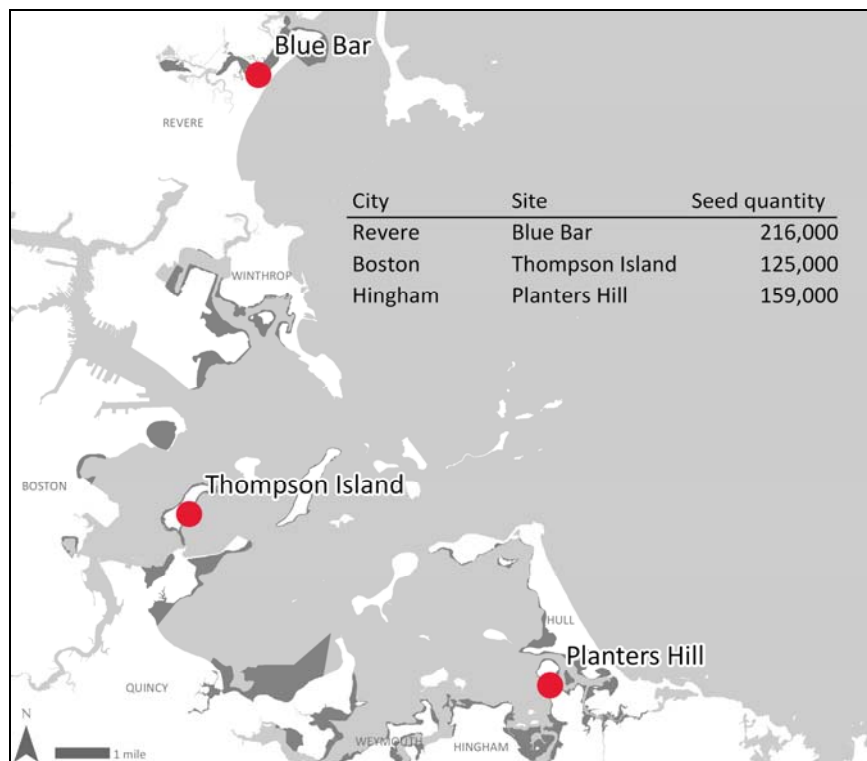 Blue Bar
REVERE
City Site Seed quantity
Revere Blue Bar 216,000
Boston Thompson Island 125,000
Hingham Planters Hill 159,000
WINTHROP
BOSTON
Thompson Island
HULL
Planters Hill
QUINCY
WEYMOUTH
HINGHAM
N
1 mile